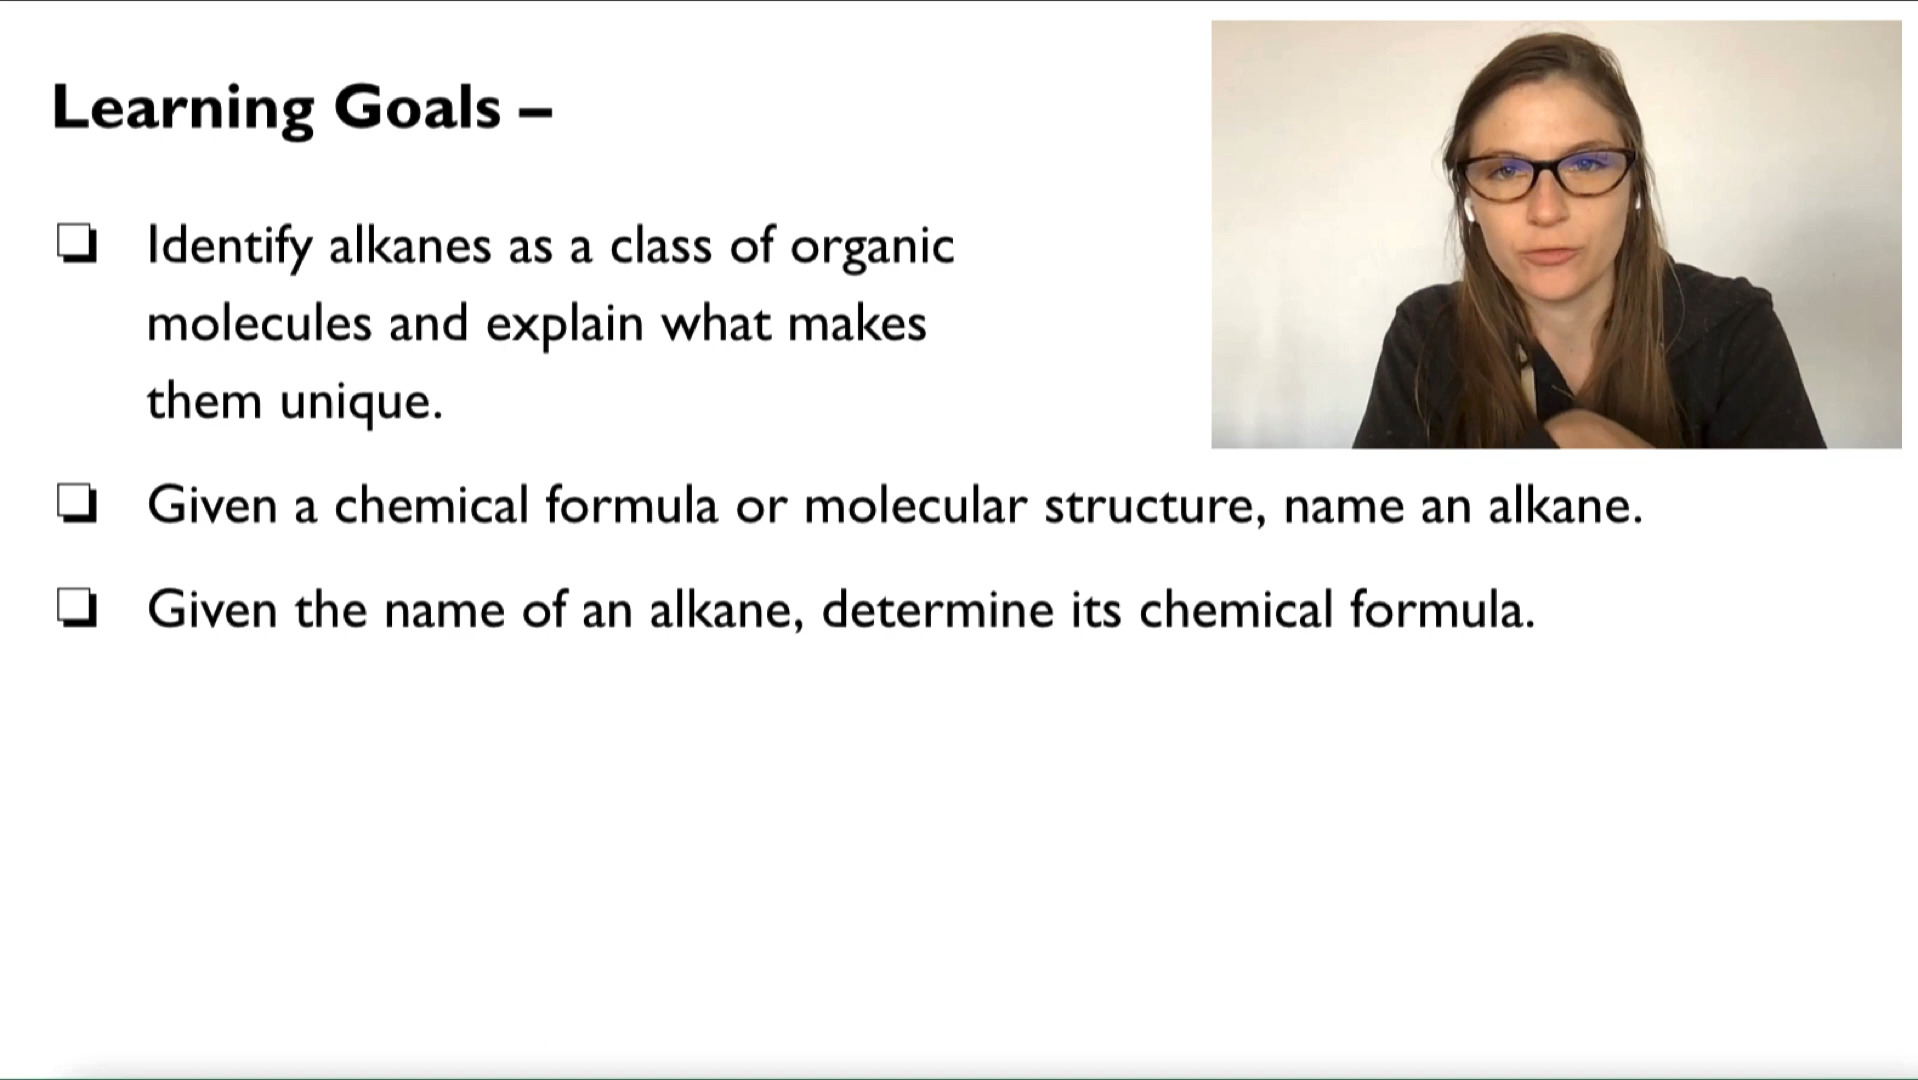 Learning Goals –
❏ Identify alkanes as a class of organic
molecules and explain what makes
them unique.
❏ Given a chemical formula or molecular structure, name an alkane.
❏ Given the name of an alkane, determine its chemical formula.